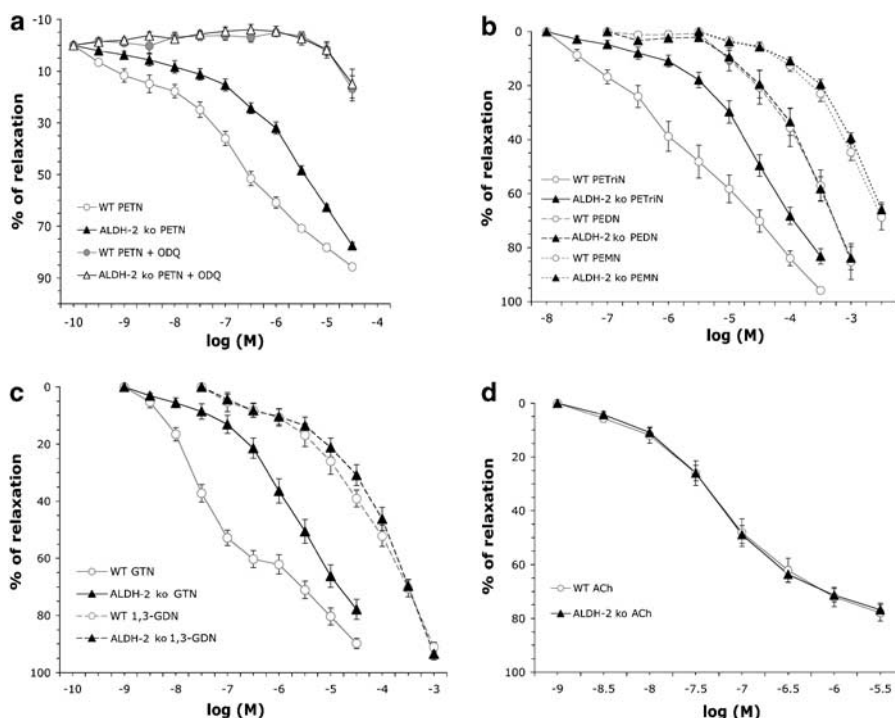 a
% of relaxation
-10
10
30
50
70
90
WT PETN
ALDH-2 ko PETN
WT PETN + ODQ
ALDH-2 ko PETN + ODQ
-10 -9 -8 -7 -6 -5 -4
log (M)
b
% of relaxation
0
20
40
60
80
100
WT PETriN
ALDH-2 ko PETriN
WT PEDN
ALDH-2 ko PEDN
WT PEMN
ALDH-2 ko PEMN
-8 -7 -6 -5 -4 -3
log (M)
c
% of relaxation
0
20
40
60
80
100
WT GTN
ALDH-2 ko GTN
WT 1,3-GDN
ALDH-2 ko 1,3-GDN
-10 -9 -8 -7 -6 -5 -4 -3
log (M)
d
% of relaxation
0
20
40
60
80
100
WT ACh
ALDH-2 ko ACh
-9 -8.5 -8 -7.5 -7 -6.5 -6 -5.5
log (M)